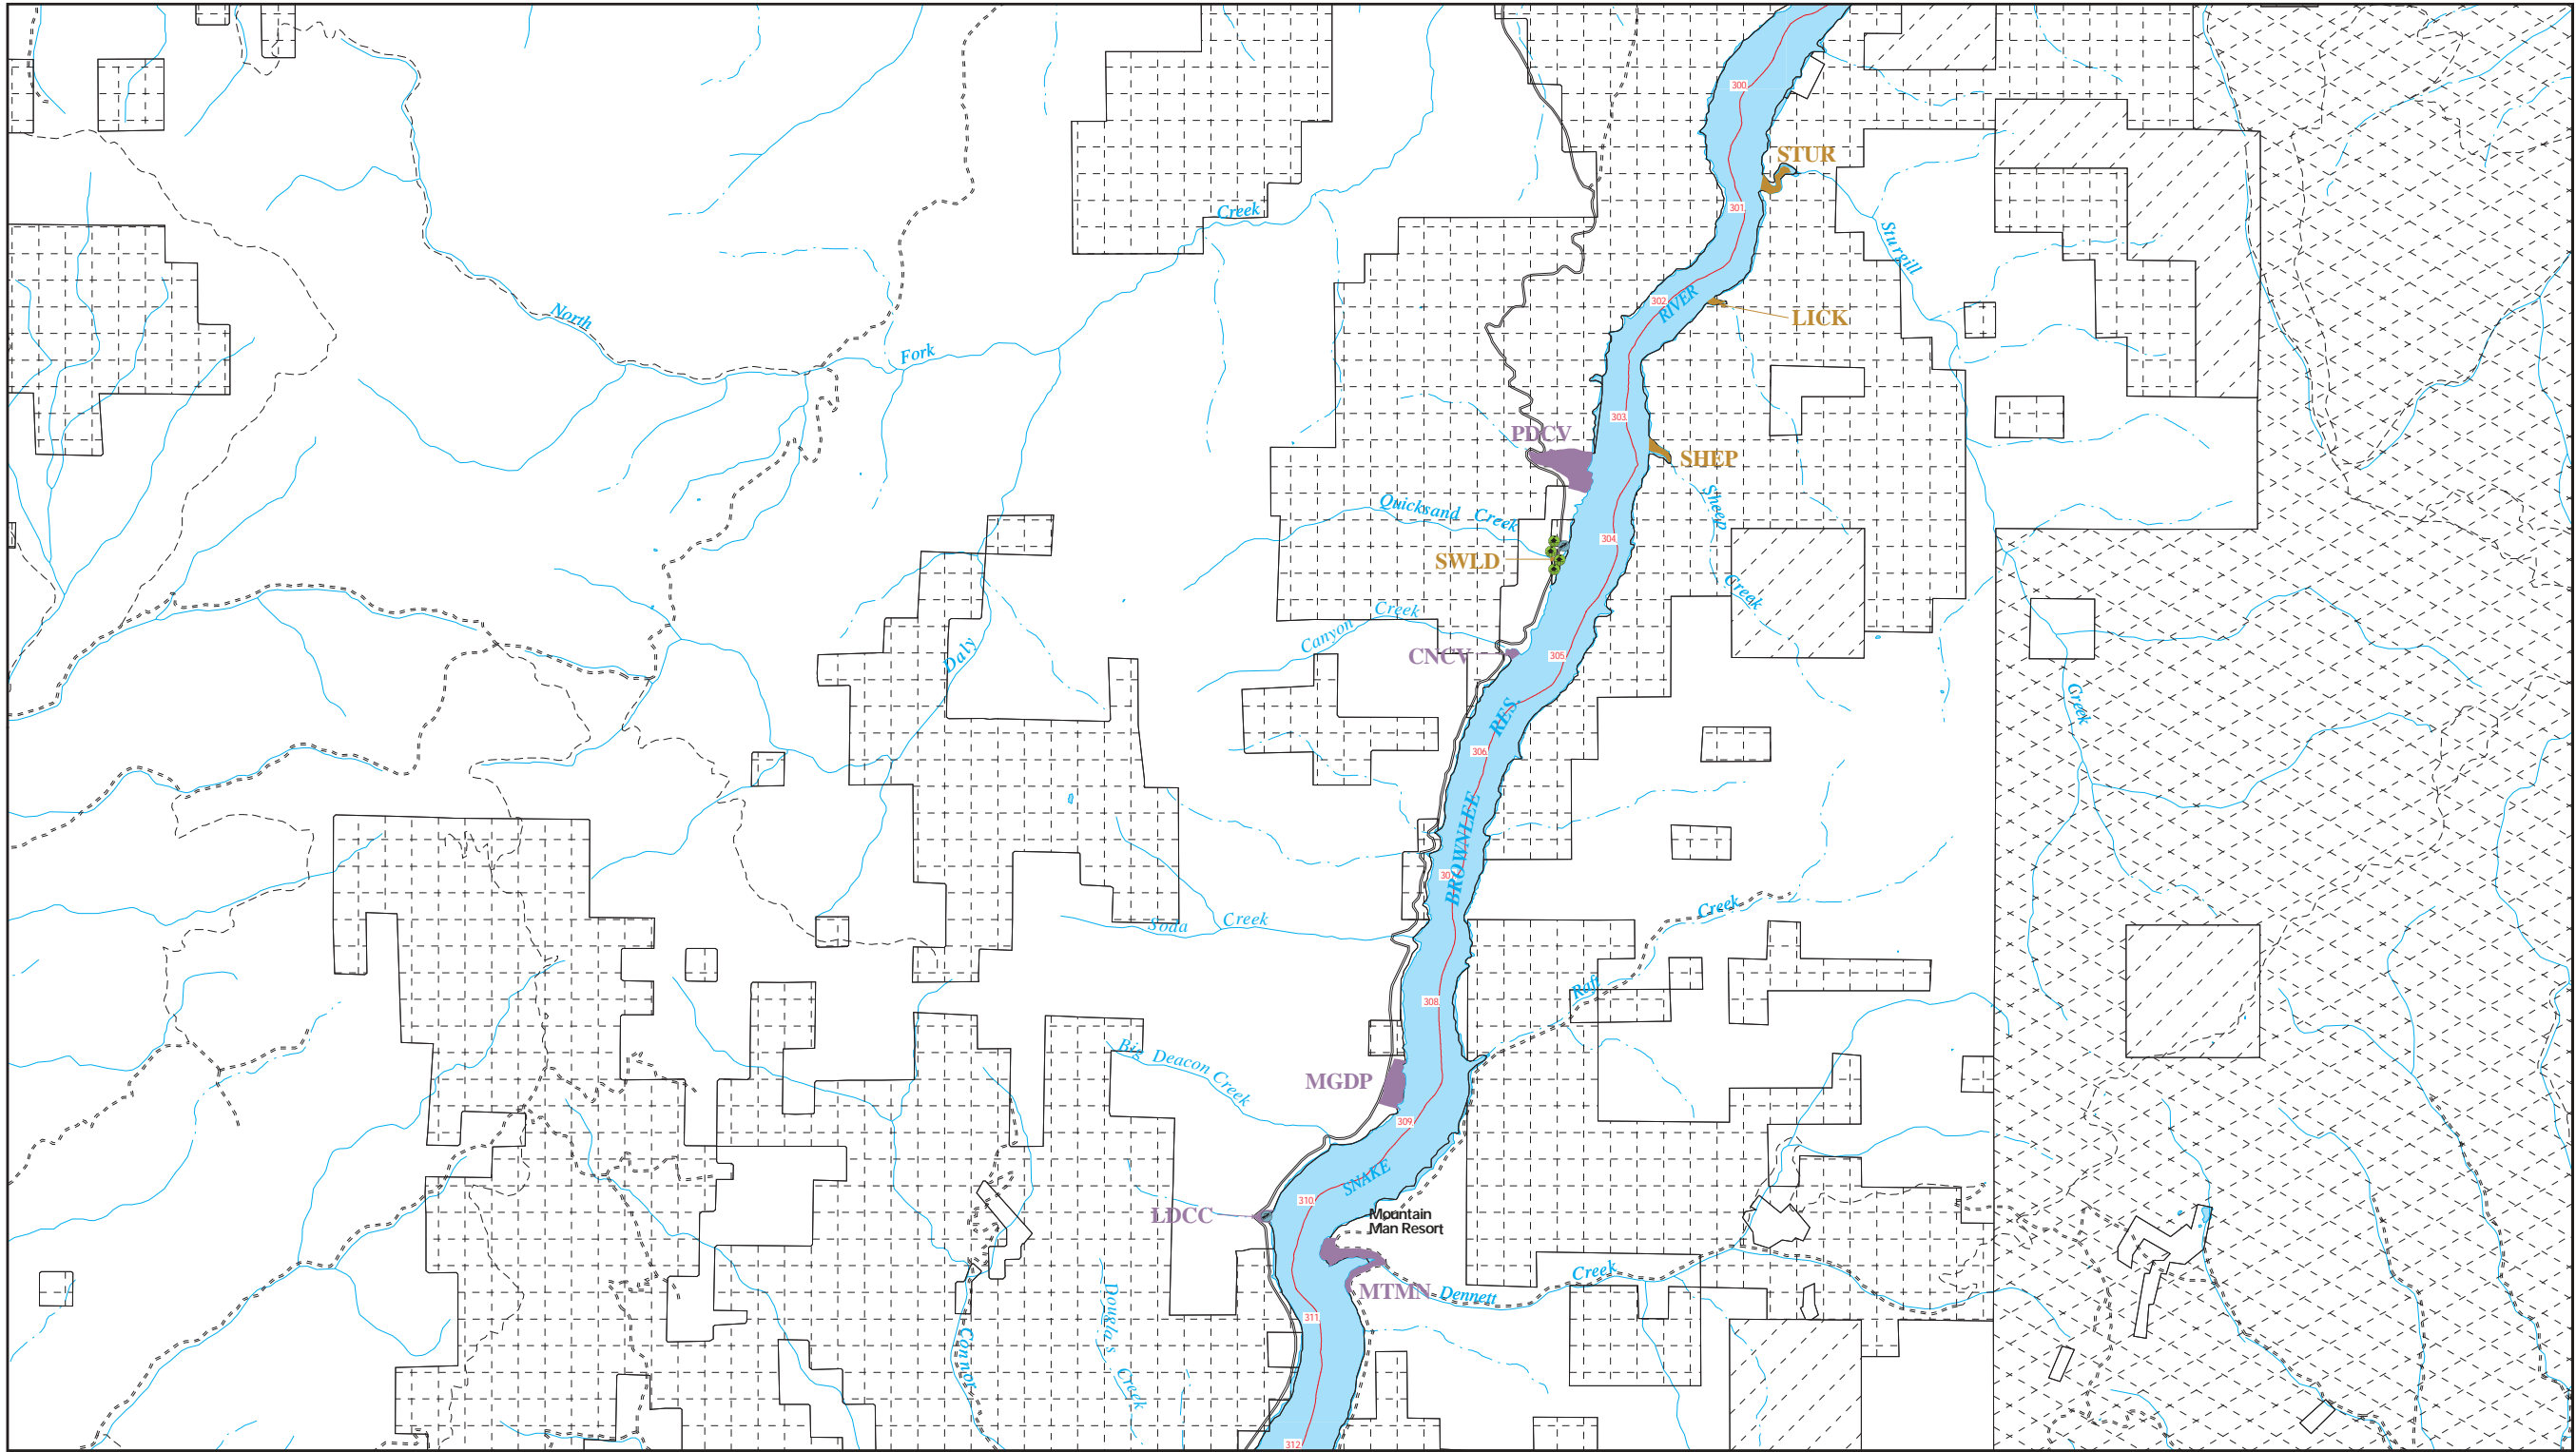 300
STUR
301
Creek
Sturgill
302
RIVER
LICK
North
Fork
303
PDCV
SHEP
Sheep
Creek
Quicksand Creek
304
SWLD
Canyon Creek
CNCV
305
Daly
RES.
306
Creek
BROWNLEE
307
Soda Creek
Raft Creek
308
Big Deacon Creek
MGDP
309
SNAKE
310
LDCC
Mountain
Man Resort
MTMN
Dennett Creek
311
Douglas Creek
Connor
312